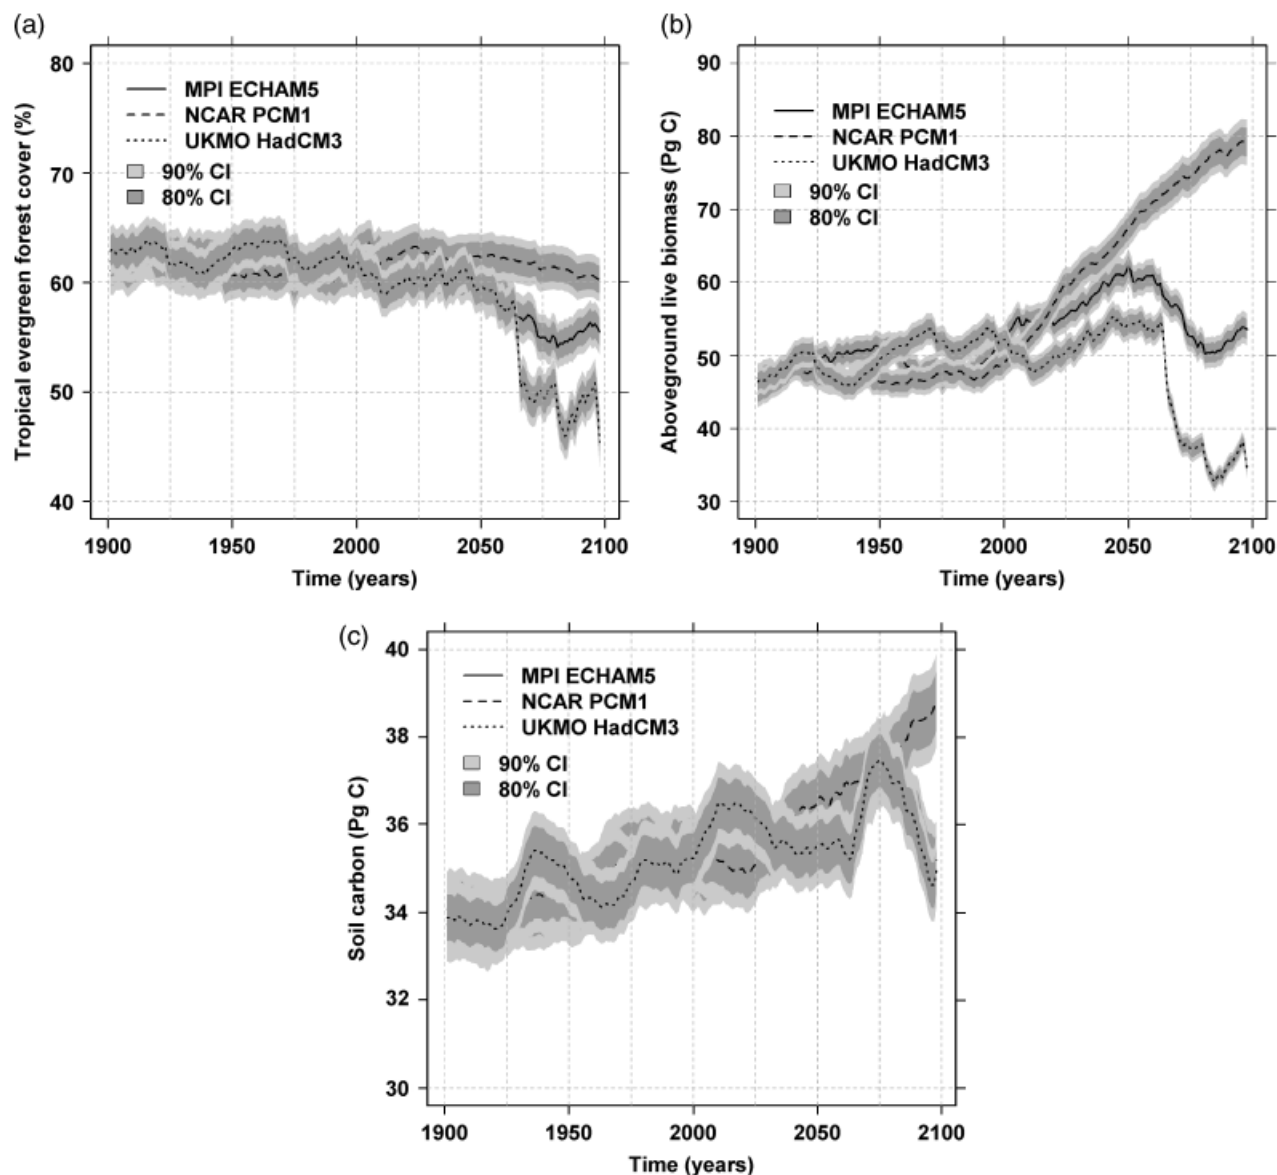 (a)
80
70
60
50
40
Tropical evergreen forest cover (%)
MPI ECHAM5
NCAR PCM1
UKMO HadCM3
90% CI
80% CI
1900 1950 2000 2050 2100
Time (years)
(b)
90
80
70
60
50
40
30
Aboveground live biomass (Pg C)
MPI ECHAM5
NCAR PCM1
UKMO HadCM3
90% CI
80% CI
1900 1950 2000 2050 2100
Time (years)
(c)
40
38
36
34
32
30
Soil carbon (Pg C)
MPI ECHAM5
NCAR PCM1
UKMO HadCM3
90% CI
80% CI
1900 1950 2000 2050 2100
Time (years)